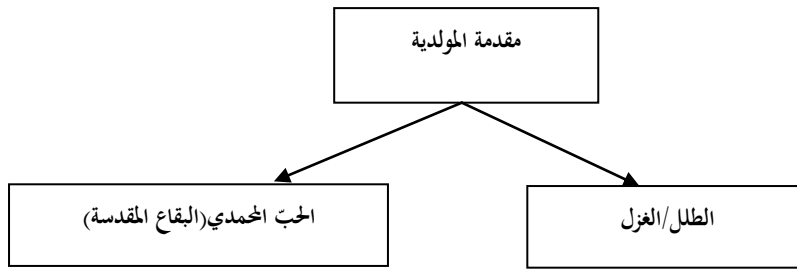 مقدمة المولدية
الطلل/الغزل
الحبّ المحمدي(البقاع المقدسة)